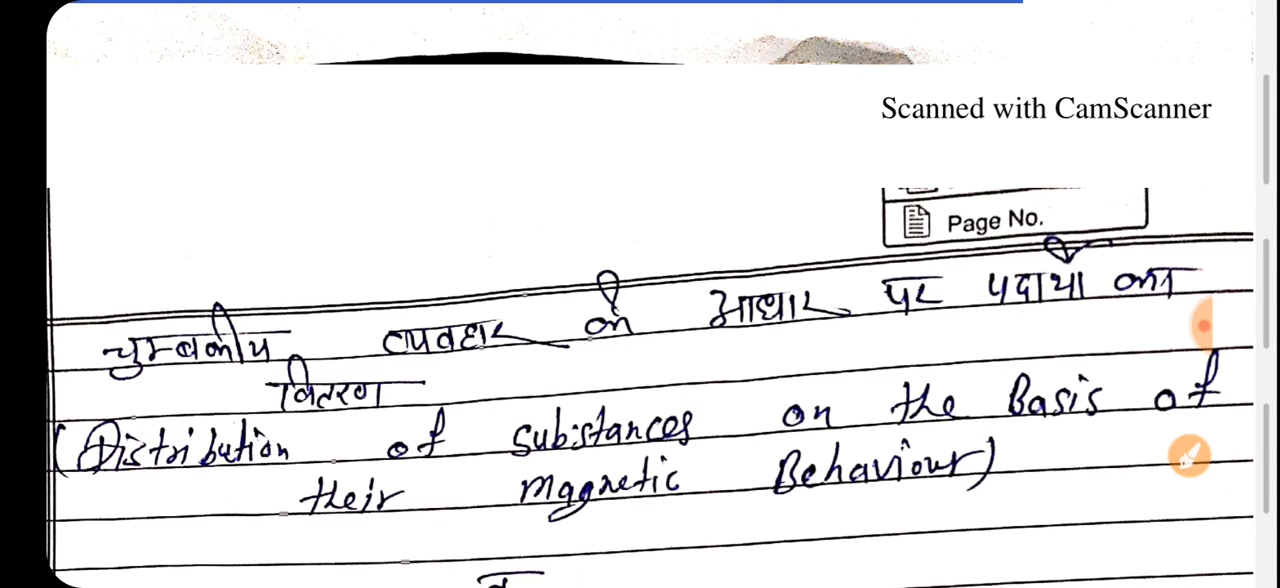 Scanned with CamScanner
Page No.
चुम्बकीय व्यवहार के आधार पर पदार्थों का
वितरण
(Distribution of substances on the Basis of
their magnetic Behaviour)